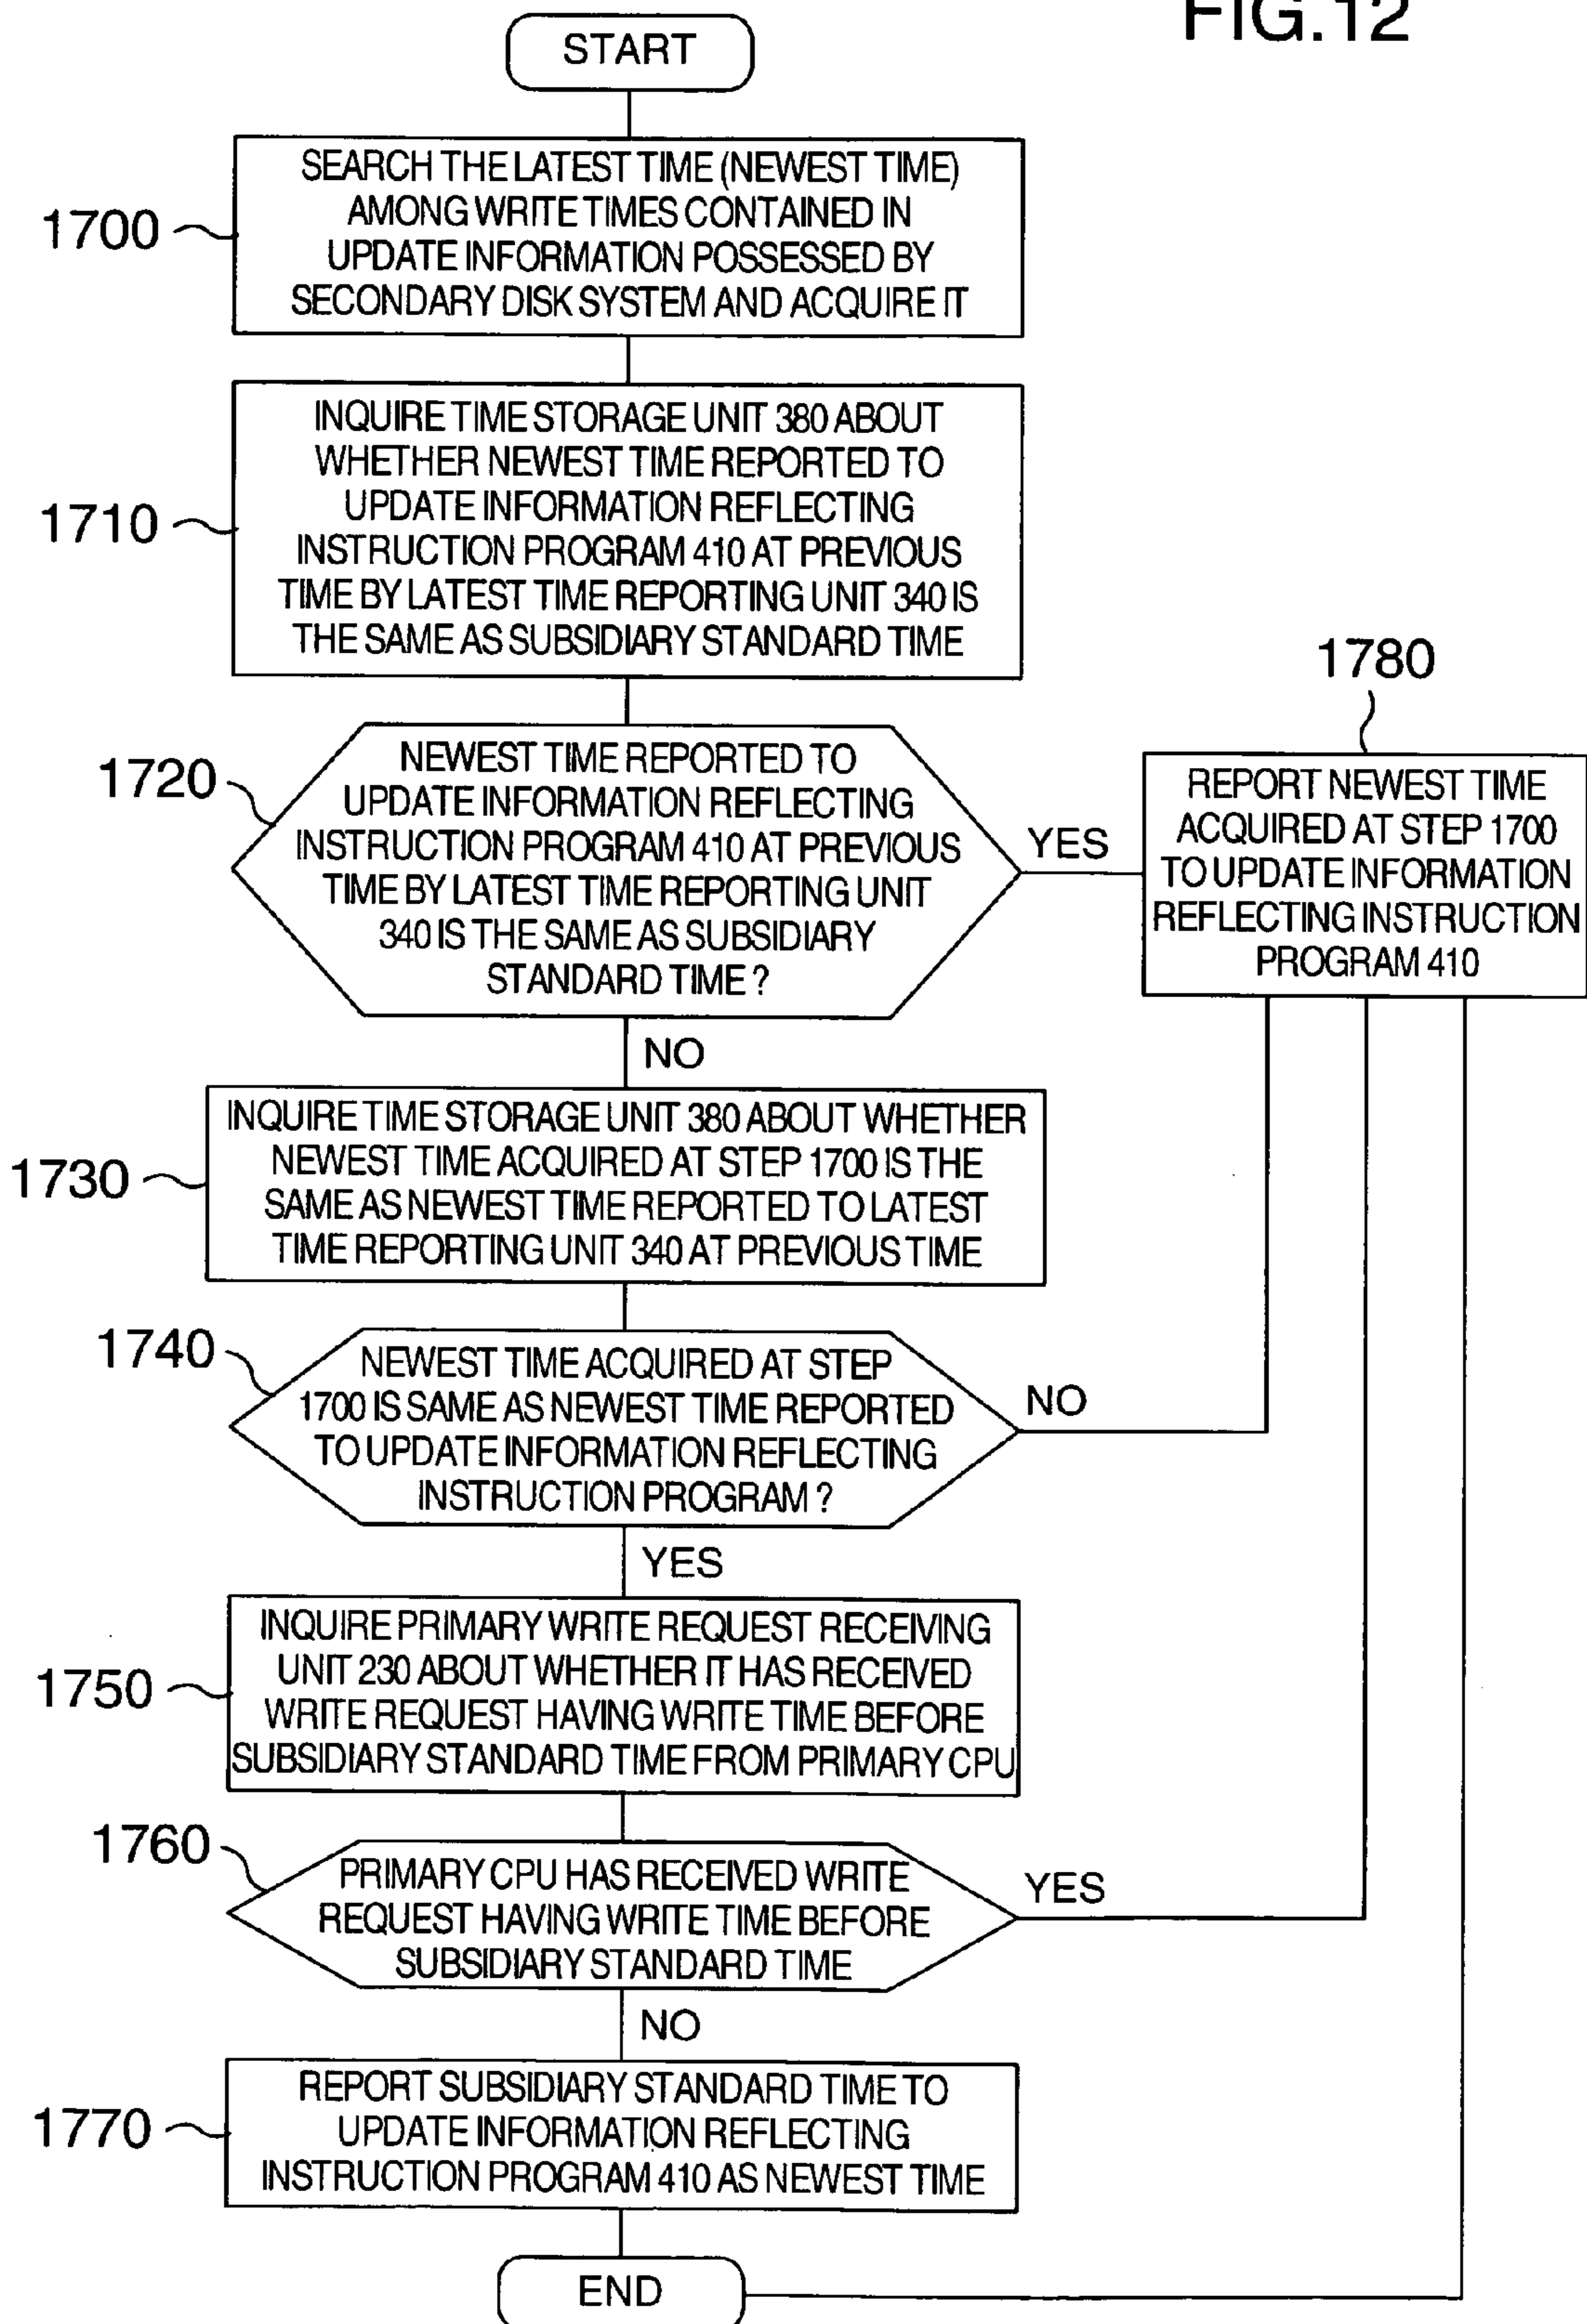 FIG.12
START
1700
SEARCH THE LATEST TIME (NEWEST TIME)
AMONG WRITE TIMES CONTAINED IN
UPDATE INFORMATION POSSESSED BY
SECONDARY DISK SYSTEM AND ACQUIRE IT
1710
INQUIRE TIME STORAGE UNIT 380 ABOUT
WHETHER NEWEST TIME REPORTED TO
UPDATE INFORMATION REFLECTING
INSTRUCTION PROGRAM 410 AT PREVIOUS
TIME BY LATEST TIME REPORTING UNIT 340 IS
THE SAME AS SUBSIDIARY STANDARD TIME
1720
NEWEST TIME REPORTED TO
UPDATE INFORMATION REFLECTING
INSTRUCTION PROGRAM 410 AT PREVIOUS
TIME BY LATEST TIME REPORTING UNIT
340 IS THE SAME AS SUBSIDIARY
STANDARD TIME ?
YES
1780
REPORT NEWEST TIME
ACQUIRED AT STEP 1700
TO UPDATE INFORMATION
REFLECTING INSTRUCTION
PROGRAM 410
NO
1730
INQUIRE TIME STORAGE UNIT 380 ABOUT WHETHER
NEWEST TIME ACQUIRED AT STEP 1700 IS THE
SAME AS NEWEST TIME REPORTED TO LATEST
TIME REPORTING UNIT 340 AT PREVIOUS TIME
1740
NEWEST TIME ACQUIRED AT STEP
1700 IS SAME AS NEWEST TIME REPORTED
TO UPDATE INFORMATION REFLECTING
INSTRUCTION PROGRAM ?
NO
YES
1750
INQUIRE PRIMARY WRITE REQUEST RECEIVING
UNIT 230 ABOUT WHETHER IT HAS RECEIVED
WRITE REQUEST HAVING WRITE TIME BEFORE
SUBSIDIARY STANDARD TIME FROM PRIMARY CPU
1760
PRIMARY CPU HAS RECEIVED WRITE
REQUEST HAVING WRITE TIME BEFORE
SUBSIDIARY STANDARD TIME
YES
NO
1770
REPORT SUBSIDIARY STANDARD TIME TO
UPDATE INFORMATION REFLECTING
INSTRUCTION PROGRAM 410 AS NEWEST TIME
END